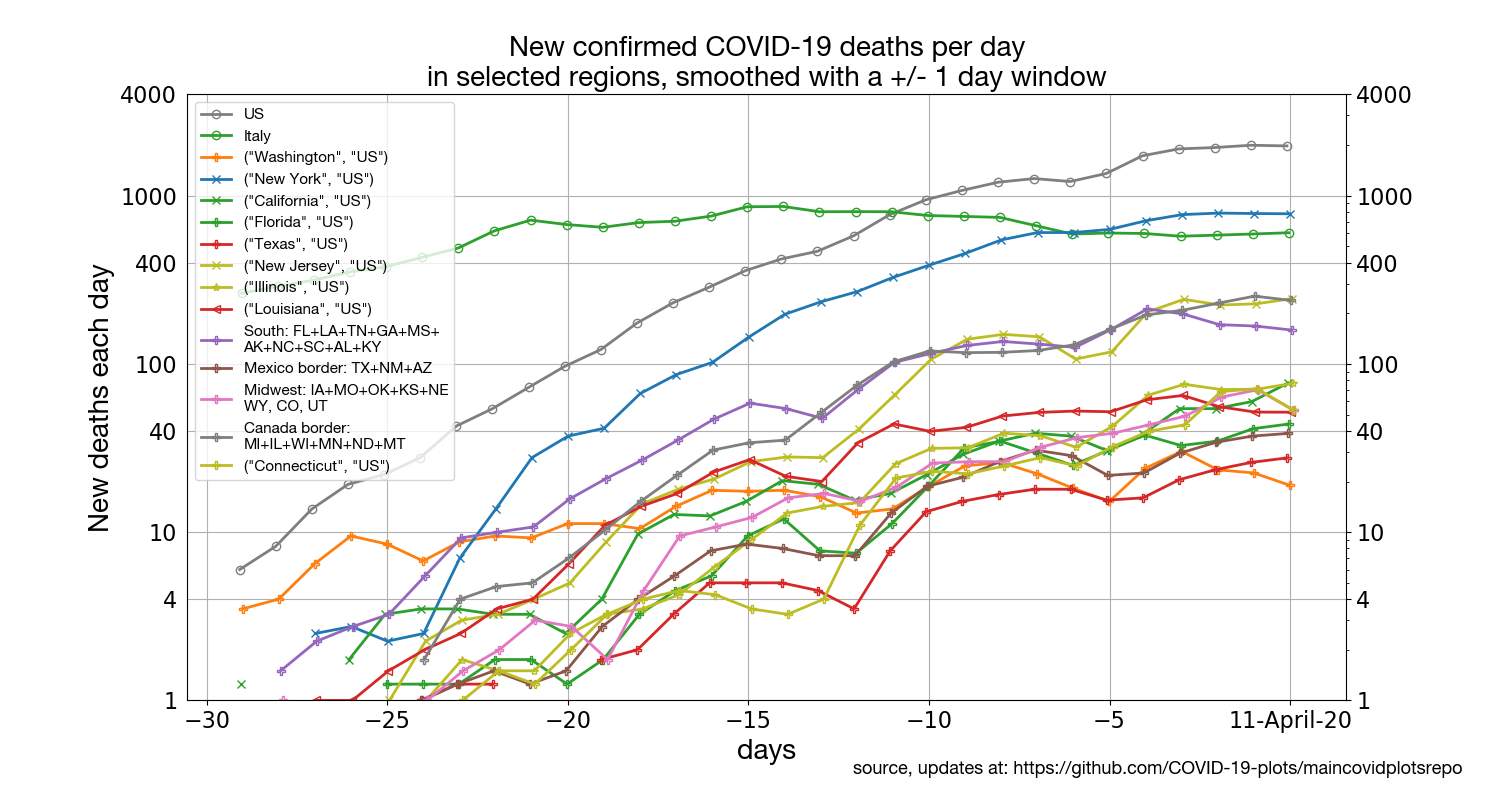 New confirmed COVID-19 deaths per day
in selected regions, smoothed with a +/- 1 day window
4000
1000
400
100
40
10
4
1
New deaths each day
US
Italy
("Washington", "US")
("New York", "US")
("California", "US")
("Florida", "US")
("Texas", "US")
("New Jersey", "US")
("Illinois", "US")
("Louisiana", "US")
South: FL+LA+TN+GA+MS+
AK+NC+SC+AL+KY
Mexico border: TX+NM+AZ
Midwest: IA+MO+OK+KS+NE
WY, CO, UT
Canada border:
MI+IL+WI+MN+ND+MT
("Connecticut", "US")
4000
1000
400
100
40
10
4
1
−30 −25 −20 −15 −10 −5 11-April-20
days
source, updates at: https://github.com/COVID-19-plots/maincovidplotsrepo